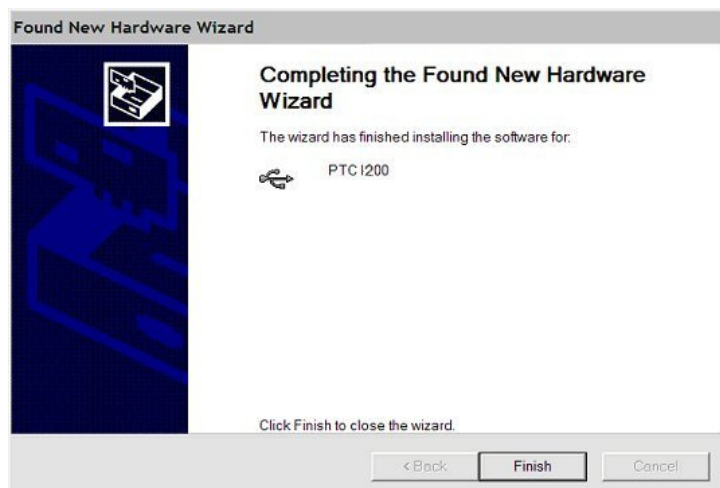 Found New Hardware Wizard
Completing the Found New Hardware
Wizard
The wizard has finished installing the software for:
PTC I200
Click Finish to close the wizard.
< Back
Finish
Cancel